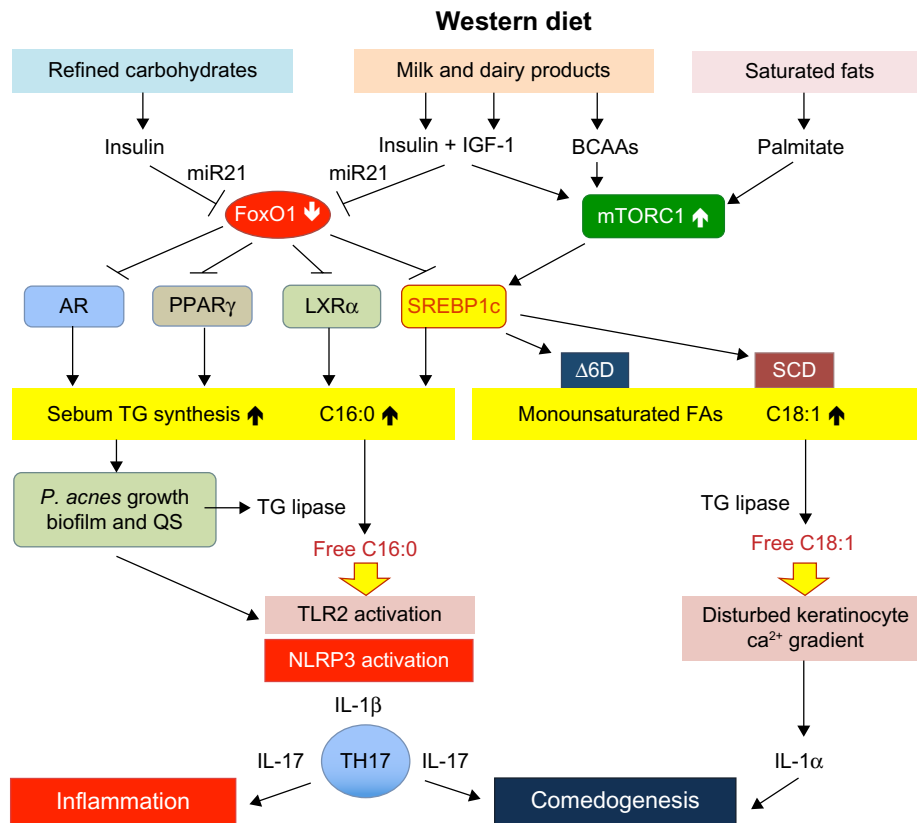 Western diet
Refined carbohydrates
Milk and dairy products
Saturated fats
Insulin
Insulin + IGF-1
BCAAs
Palmitate
miR21
miR21
FoxO1
mTORC1
AR
PPARγ
LXRα
SREBP1c
Δ6D
SCD
Sebum TG synthesis
C16:0
Monounsaturated FAs
C18:1
P. acnes growth
biofilm and QS
TG lipase
TG lipase
Free C16:0
Free C18:1
TLR2 activation
Disturbed keratinocyte
ca²⁺ gradient
NLRP3 activation
IL-1β
IL-17
TH17
IL-17
IL-1α
Inflammation
Comedogenesis